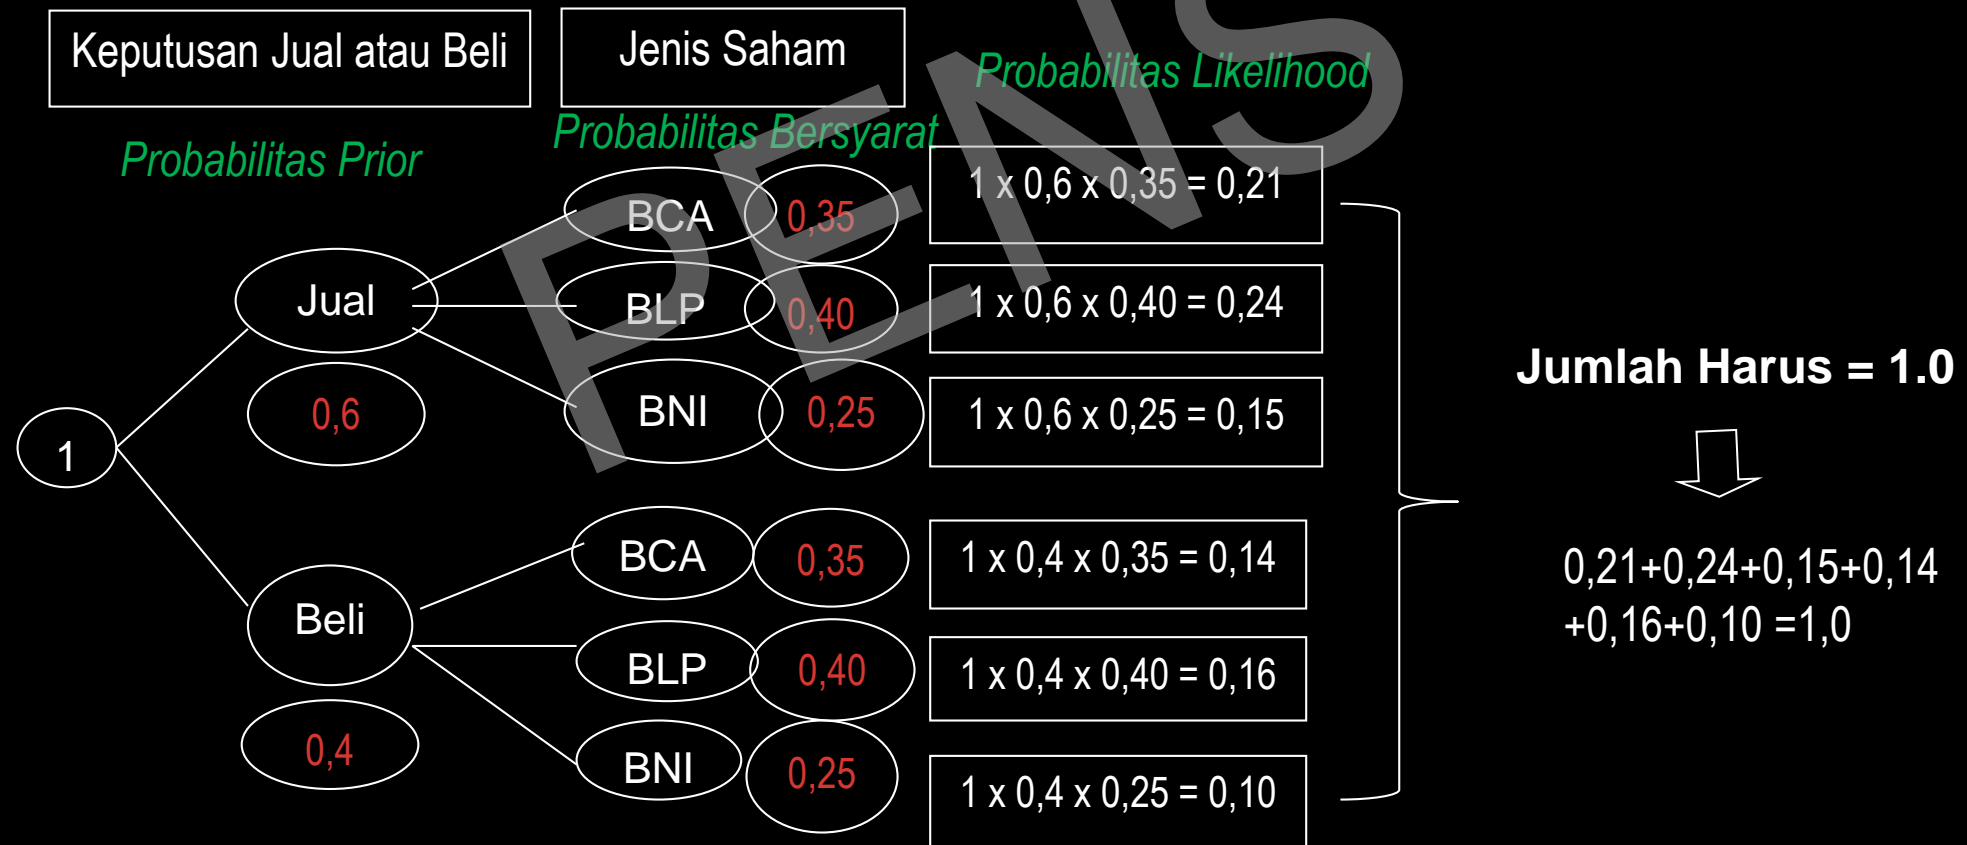 Keputusan Jual atau Beli
Jenis Saham
Probabilitas Likelihood
Probabilitas Prior
Probabilitas Bersyarat
1
Jual
0,6
BCA
0,35
1 x 0,6 x 0,35 = 0,21
BLP
0,40
1 x 0,6 x 0,40 = 0,24
BNI
0,25
1 x 0,6 x 0,25 = 0,15
Beli
0,4
BCA
0,35
1 x 0,4 x 0,35 = 0,14
BLP
0,40
1 x 0,4 x 0,40 = 0,16
BNI
0,25
1 x 0,4 x 0,25 = 0,10
Jumlah Harus = 1.0
0,21+0,24+0,15+0,14
+0,16+0,10 =1,0
PENS